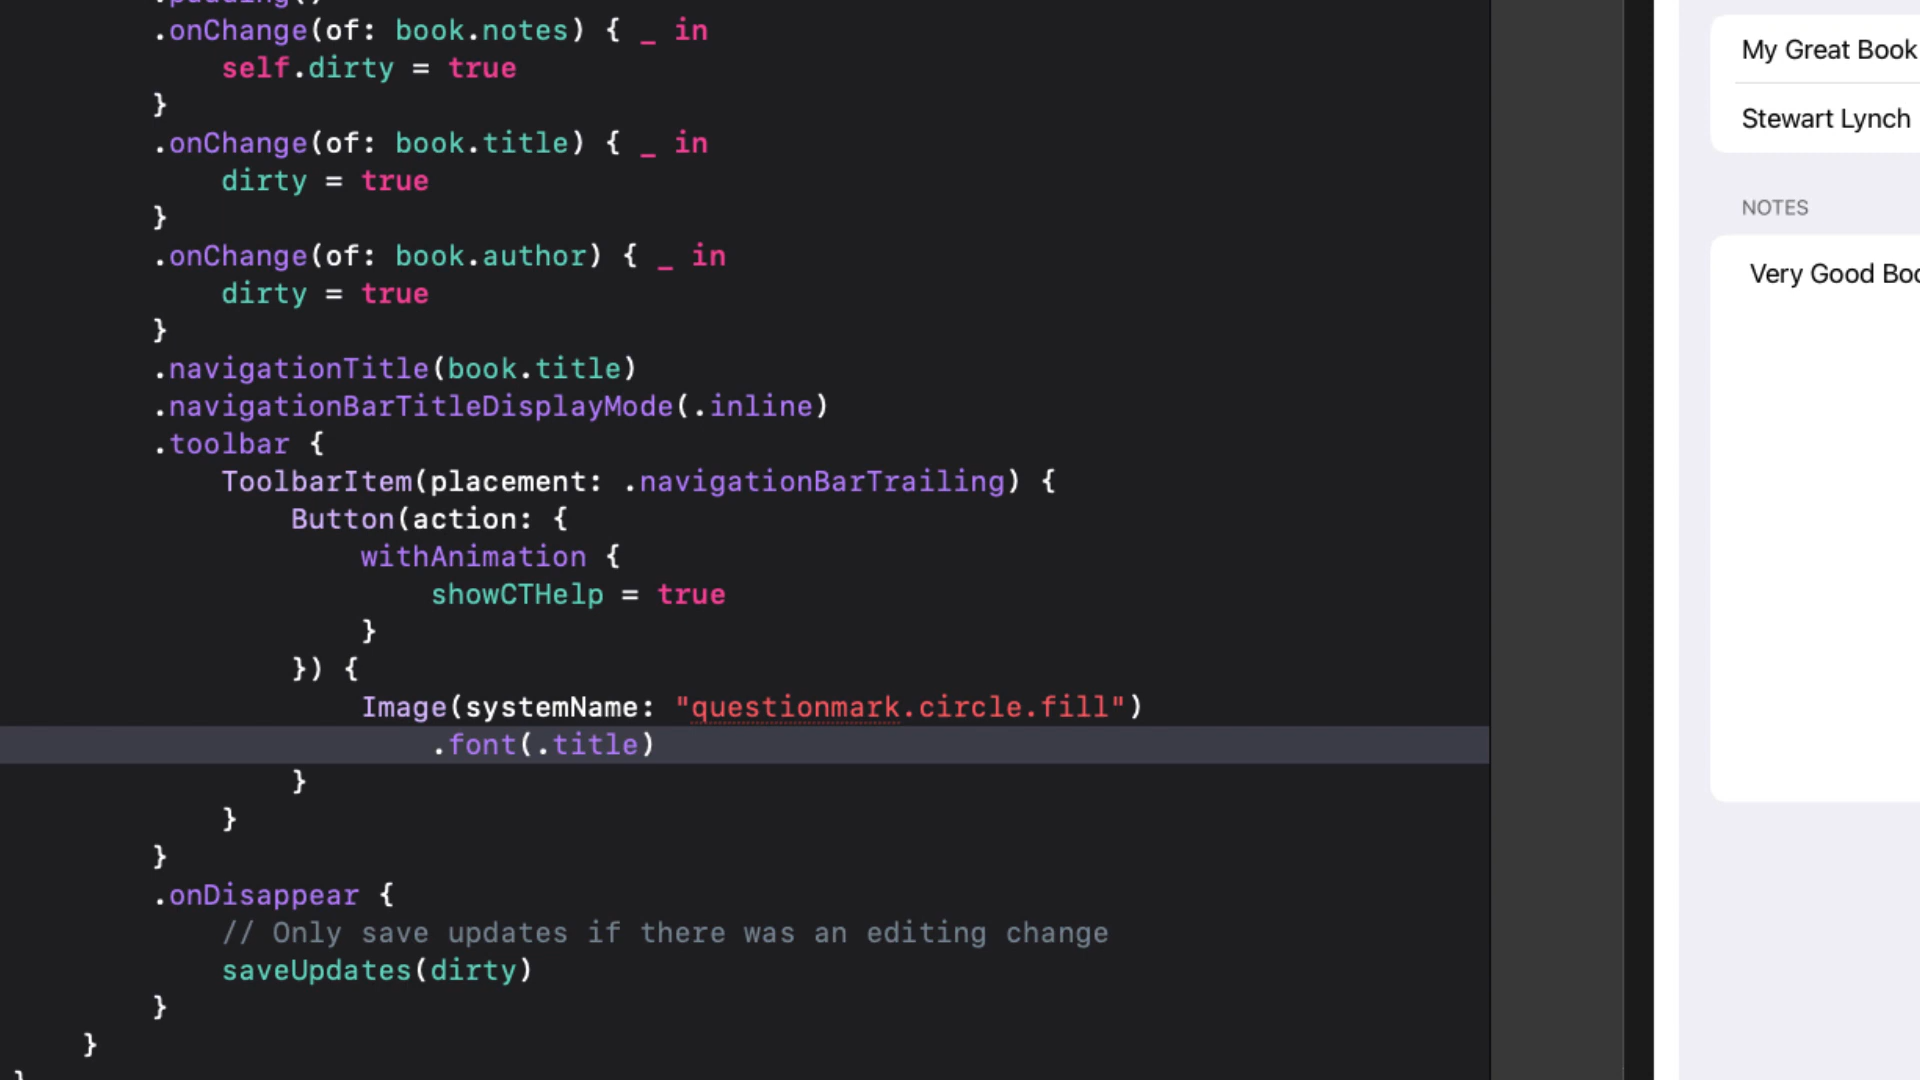 .padding()
.onChange(of: book.notes) { _ in
self.dirty = true
}
.onChange(of: book.title) { _ in
dirty = true
}
.onChange(of: book.author) { _ in
dirty = true
}
.navigationTitle(book.title)
.navigationBarTitleDisplayMode(.inline)
.toolbar {
ToolbarItem(placement: .navigationBarTrailing) {
Button(action: {
withAnimation {
showCTHelp = true
}
}) {
Image(systemName: "questionmark.circle.fill")
.font(.title)
}
}
}
.onDisappear {
// Only save updates if there was an editing change
saveUpdates(dirty)
}
}
}
My Great Book
Stewart Lynch
NOTES
Very Good